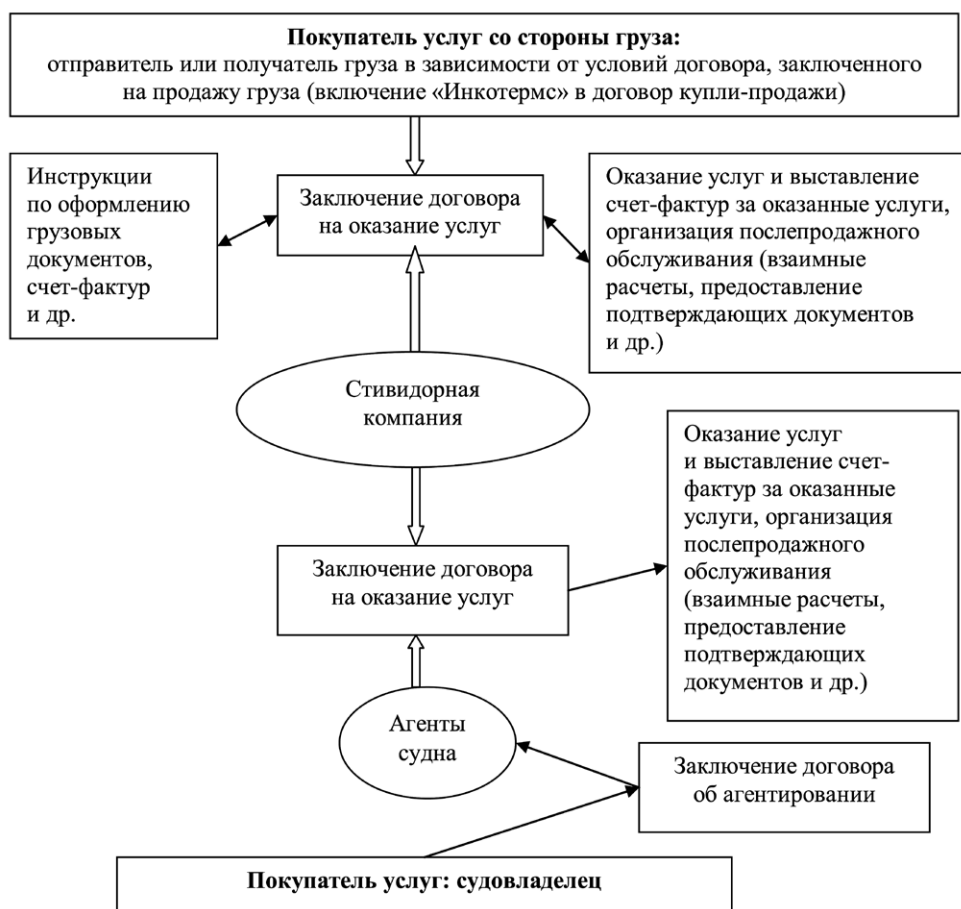 Покупатель услуг со стороны груза:
отправитель или получатель груза в зависимости от условий договора, заключенного
на продажу груза (включение «Инкотермс» в договор купли-продажи)
Инструкции
по оформлению
грузовых
документов,
счет-фактур
и др.
Заключение договора
на оказание услуг
Оказание услуг и выставление
счет-фактур за оказанные услуги,
организация послепродажного
обслуживания (взаимные
расчеты, предоставление
подтверждающих документов
и др.)
Стивидорная
компания
Оказание услуг
и выставление счет-
фактур за оказанные
услуги, организация
послепродажного
обслуживания
(взаимные расчеты,
предоставление
подтверждающих
документов и др.)
Заключение договора
на оказание услуг
Агенты
судна
Заключение договора
об агентировании
Покупатель услуг: судовладелец